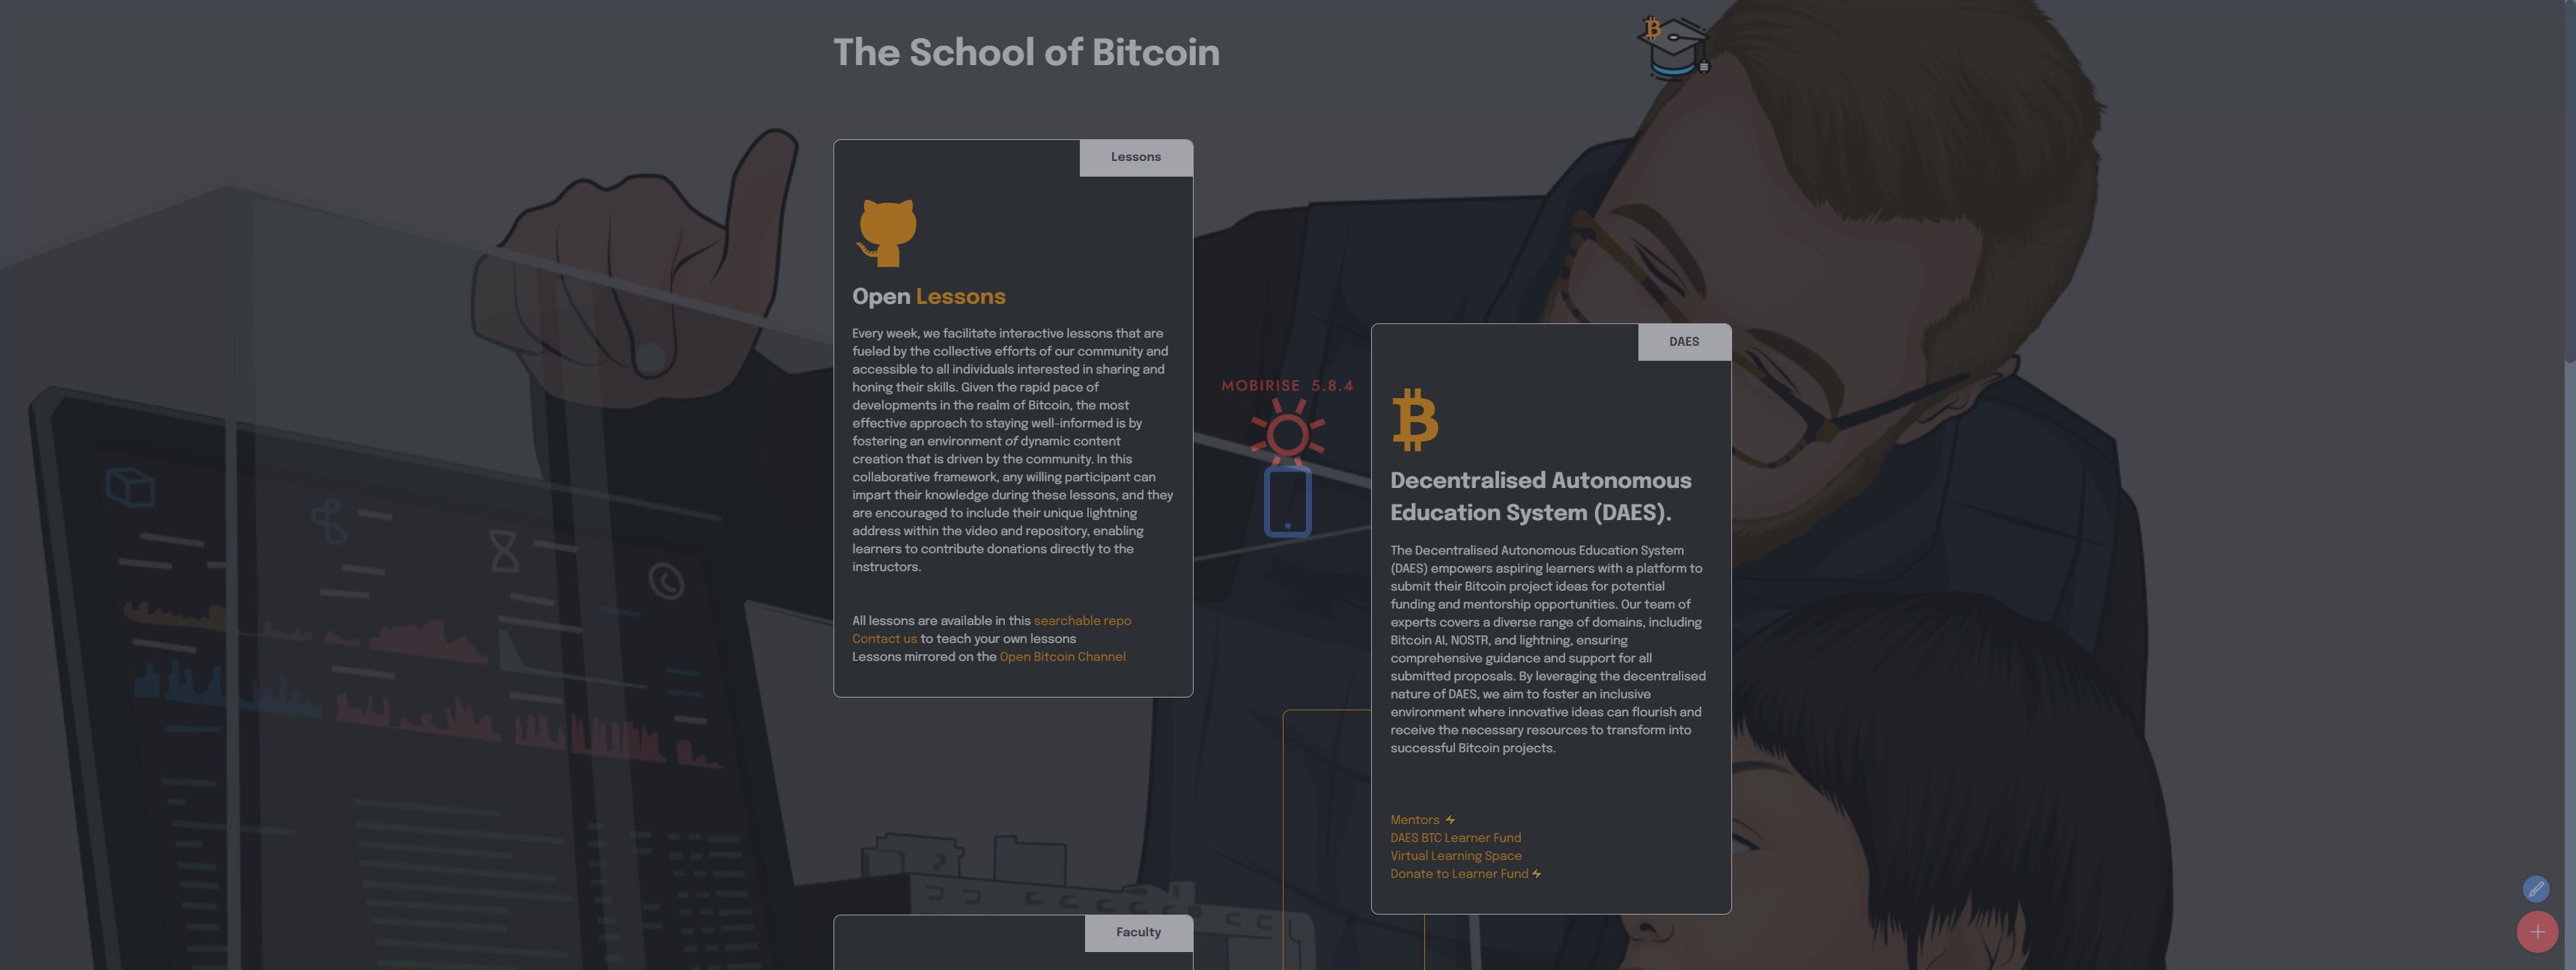 The School of Bitcoin
Lessons
Open Lessons
Every week, we facilitate interactive lessons that are
fueled by the collective efforts of our community and
accessible to all individuals interested in sharing and
honing their skills. Given the rapid pace of
developments in the realm of Bitcoin, the most
effective approach to staying well-informed is by
fostering an environment of dynamic content
creation that is driven by the community. In this
collaborative framework, any willing participant can
impart their knowledge during these lessons, and they
are encouraged to include their unique lightning
address within the video and repository, enabling
learners to contribute donations directly to the
instructors.
All lessons are available in this searchable repo
Contact us to teach your own lessons
Lessons mirrored on the Open Bitcoin Channel
MOBIRISE 5.8.4
DAES
Decentralised Autonomous
Education System (DAES).
The Decentralised Autonomous Education System
(DAES) empowers aspiring learners with a platform to
submit their Bitcoin project ideas for potential
funding and mentorship opportunities. Our team of
experts covers a diverse range of domains, including
Bitcoin AI, NOSTR, and lightning, ensuring
comprehensive guidance and support for all
submitted proposals. By leveraging the decentralised
nature of DAES, we aim to foster an inclusive
environment where innovative ideas can flourish and
receive the necessary resources to transform into
successful Bitcoin projects.
Mentors
DAES BTC Learner Fund
Virtual Learning Space
Donate to Learner Fund
Faculty